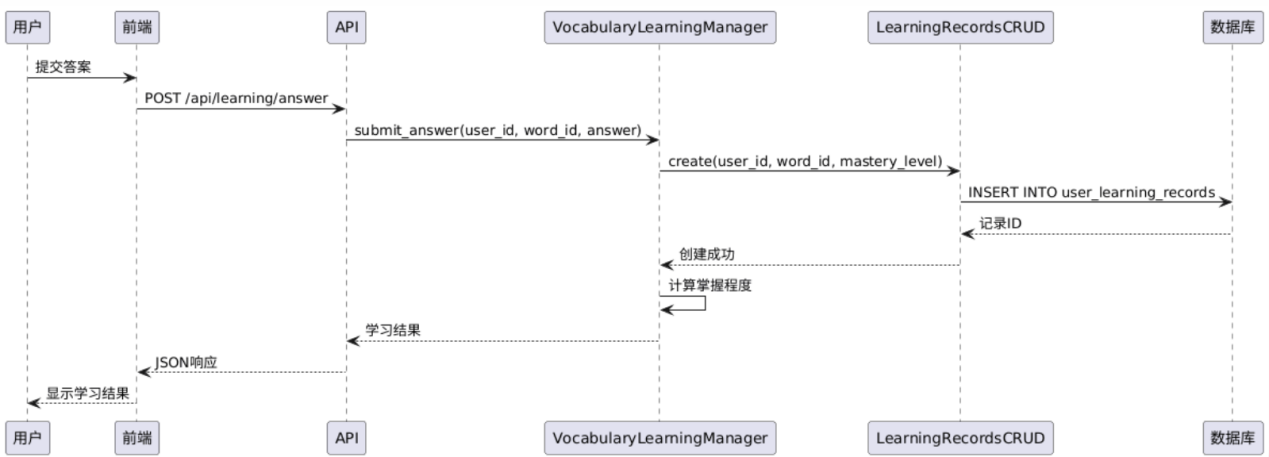 用户
前端
API
VocabularyLearningManager
LearningRecordsCRUD
数据库
提交答案
POST /api/learning/answer
submit_answer(user_id, word_id, answer)
create(user_id, word_id, mastery_level)
INSERT INTO user_learning_records
记录ID
创建成功
计算掌握程度
学习结果
JSON响应
显示学习结果
用户
前端
API
VocabularyLearningManager
LearningRecordsCRUD
数据库